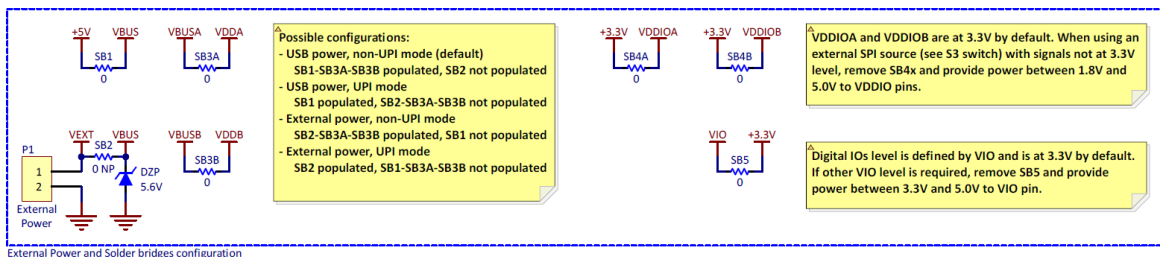 +5V VBUS
SB1
0
VBUSA VDDA
SB3A
0
Possible configurations:
- USB power, non-UPI mode (default)
SB1-SB3A-SB3B populated, SB2 not populated
- USB power, UPI mode
SB1 populated, SB2-SB3A-SB3B not populated
- External power, non-UPI mode
SB2-SB3A-SB3B populated, SB1 not populated
- External power, UPI mode
SB2 populated, SB1-SB3A-SB3B not populated
+3.3V VDDIOA
SB4A
0
+3.3V VDDIOB
SB4B
0
VDDIOA and VDDIOB are at 3.3V by default. When using an
external SPI source (see S3 switch) with signals not at 3.3V
level, remove SB4x and provide power between 1.8V and
5.0V to VDDIO pins.
P1
1
2
External
Power
VEXT VBUS
SB2
0 NP
DZP
5.6V
VBUSB VDDB
SB3B
0
VIO +3.3V
SB5
0
Digital IOs level is defined by VIO and is at 3.3V by default.
If other VIO level is required, remove SB5 and provide
power between 3.3V and 5.0V to VIO pin.
External Power and Solder bridges configuration